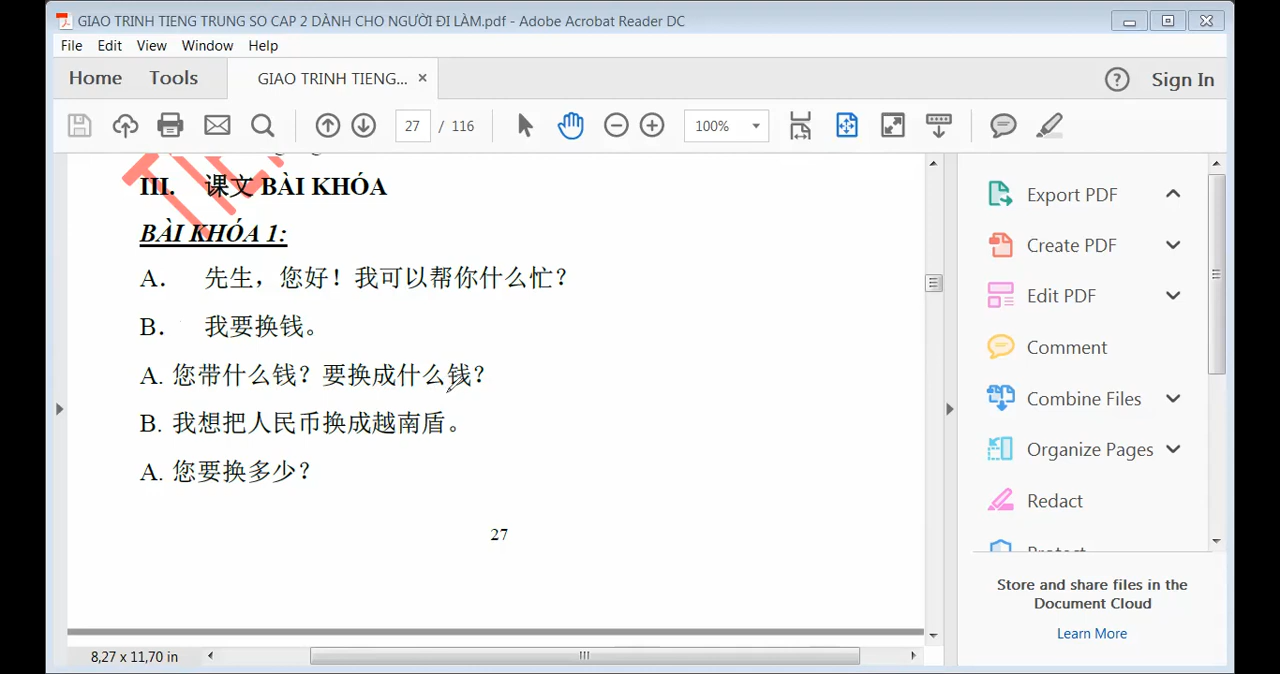 GIAO TRINH TIENG TRUNG SO CAP 2 DÀNH CHO NGƯỜI ĐI LÀM.pdf - Adobe Acrobat Reader DC
File Edit View Window Help
Home Tools GIAO TRINH TIENG... × ? Sign In
27 / 116 100%
III. 课文 BÀI KHÓA
BÀI KHÓA 1:
A. 先生，您好！我可以帮你什么忙？
B. 我要换钱。
A. 您带什么钱？要换成什么钱？
B. 我想把人民币换成越南盾。
A. 您要换多少？
27
8,27 x 11,70 in
Export PDF
Create PDF
Edit PDF
Comment
Combine Files
Organize Pages
Redact
Store and share files in the
Document Cloud
Learn More